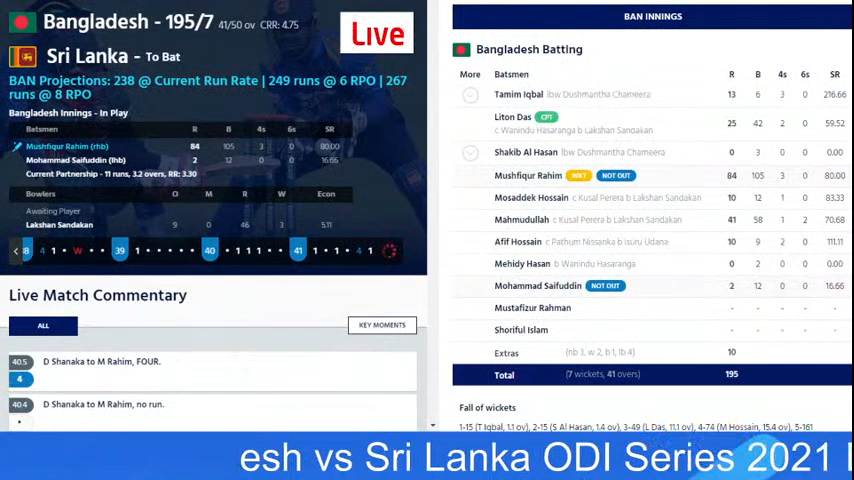 Bangladesh - 195/7 41/50 ov CRR: 4.75
Live
Sri Lanka - To Bat
BAN Projections: 238 @ Current Run Rate | 249 runs @ 6 RPO | 267
runs @ 8 RPO
Bangladesh Innings - In Play
Batsmen R B 4s 6s SR
Mushfiqur Rahim (rhb) 84 105 3 0 80.00
Mohammad Saifuddin (lhb) 2 12 0 0 16.66
Current Partnership - 11 runs, 3.2 overs, RR: 3.30
Bowlers O M R W Econ
Awaiting Player
Lakshan Sandakan 9 0 46 3 5.11
38 4 1 • W • • 39 1 • • • • • 40 • • 1 1 1 • 41 1 • 1 • 4 1
Live Match Commentary
ALL
KEY MOMENTS
40.5 D Shanaka to M Rahim, FOUR.
4
40.4 D Shanaka to M Rahim, no run.
•
BAN INNINGS
Bangladesh Batting
More Batsmen R B 4s 6s SR
Tamim Iqbal lbw Dushmantha Chameera 13 6 3 0 216.66
Liton Das CPT
c Wanindu Hasaranga b Lakshan Sandakan 25 42 2 0 59.52
Shakib Al Hasan lbw Dushmantha Chameera 0 3 0 0 0.00
Mushfiqur Rahim WKT NOT OUT 84 105 3 0 80.00
Mosaddek Hossain c Kusal Perera b Lakshan Sandakan 10 12 1 0 83.33
Mahmudullah c Kusal Perera b Lakshan Sandakan 41 58 1 2 70.68
Afif Hossain c Pathum Nissanka b Isuru Udana 10 9 2 0 111.11
Mehidy Hasan b Wanindu Hasaranga 0 2 0 0 0.00
Mohammad Saifuddin NOT OUT 2 12 0 0 16.66
Mustafizur Rahman - - - - -
Shoriful Islam - - - - -
Extras (nb 3, w 2, b 1, lb 4) 10
Total (7 wickets, 41 overs) 195
Fall of wickets
1-15 (T Iqbal, 1.1 ov), 2-15 (S Al Hasan, 1.4 ov), 3-49 (L Das, 11.1 ov), 4-74 (M Hossain, 15.4 ov), 5-161
esh vs Sri Lanka ODI Series 2021